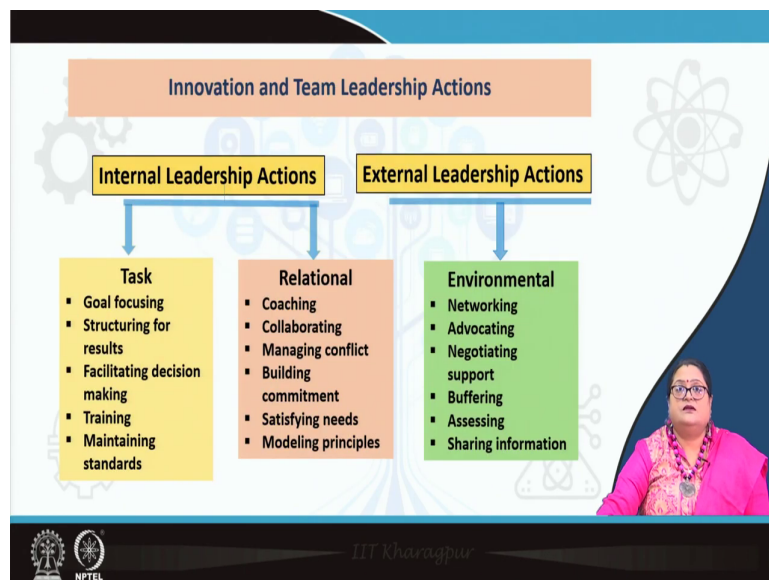 Innovation and Team Leadership Actions
Internal Leadership Actions
External Leadership Actions
Task
▪ Goal focusing
▪ Structuring for
results
▪ Facilitating decision
making
▪ Training
▪ Maintaining
standards
Relational
▪ Coaching
▪ Collaborating
▪ Managing conflict
▪ Building
commitment
▪ Satisfying needs
▪ Modeling principles
Environmental
▪ Networking
▪ Advocating
▪ Negotiating
support
▪ Buffering
▪ Assessing
▪ Sharing information
IIT Kharagpur
NPTEL